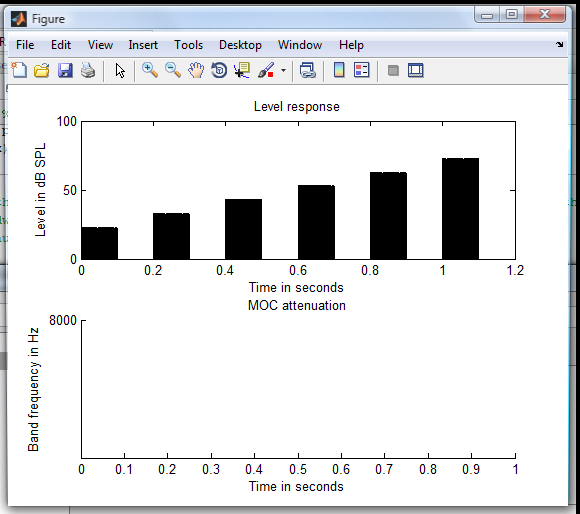 Figure
File Edit View Insert Tools Desktop Window Help
Level response
Level in dB SPL
100
50
0
0 0.2 0.4 0.6 0.8 1 1.2
Time in seconds
MOC attenuation
Band frequency in Hz
8000
0 0.1 0.2 0.3 0.4 0.5 0.6 0.7 0.8 0.9 1
Time in seconds